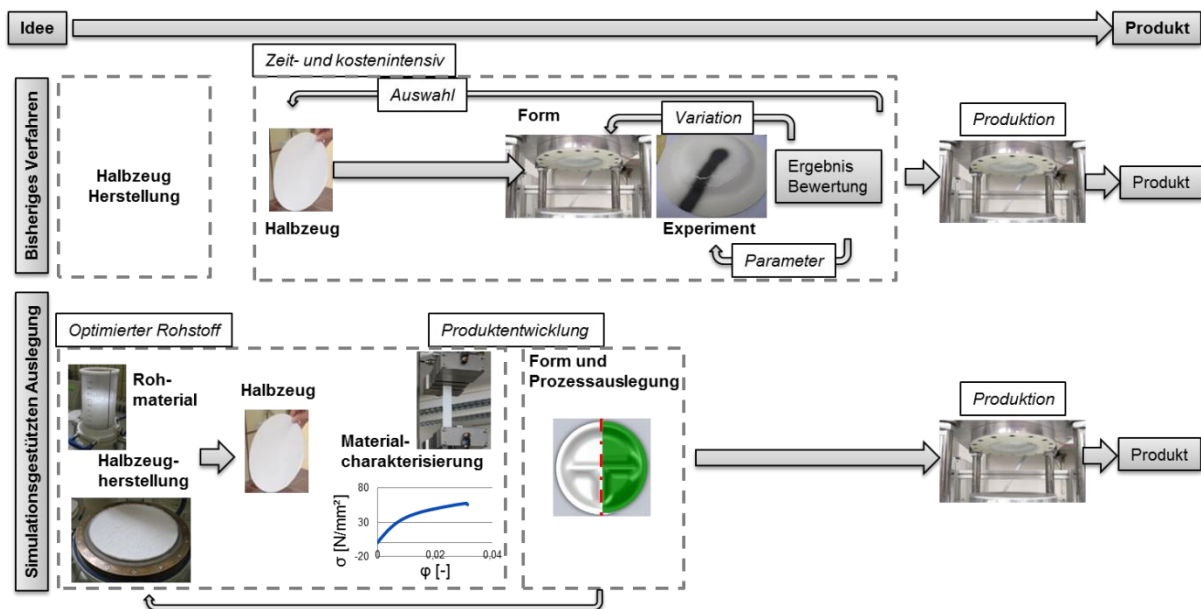 Idee
Produkt
Bisheriges Verfahren
Zeit- und kostenintensiv
Auswahl
Halbzeug
Herstellung
Halbzeug
Form
Variation
Experiment
Ergebnis
Bewertung
Parameter
Produktion
Produkt
Simulationsgestützten Auslegung
Optimierter Rohstoff
Roh-
material
Halbzeug-
herstellung
Halbzeug
Material-
charakterisierung
σ [N/mm²]
80
30
-20
0
0,02
0,04
φ [-]
Produktentwicklung
Form und
Prozessauslegung
Produktion
Produkt